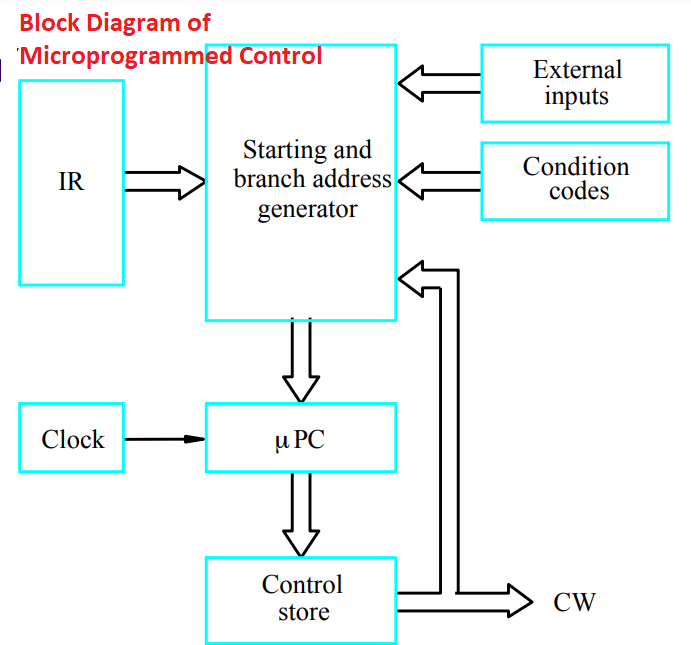 Block Diagram of
Microprogrammed Control
External
inputs
Starting and
branch address
generator
IR
Condition
codes
Clock
μ PC
Control
store
CW